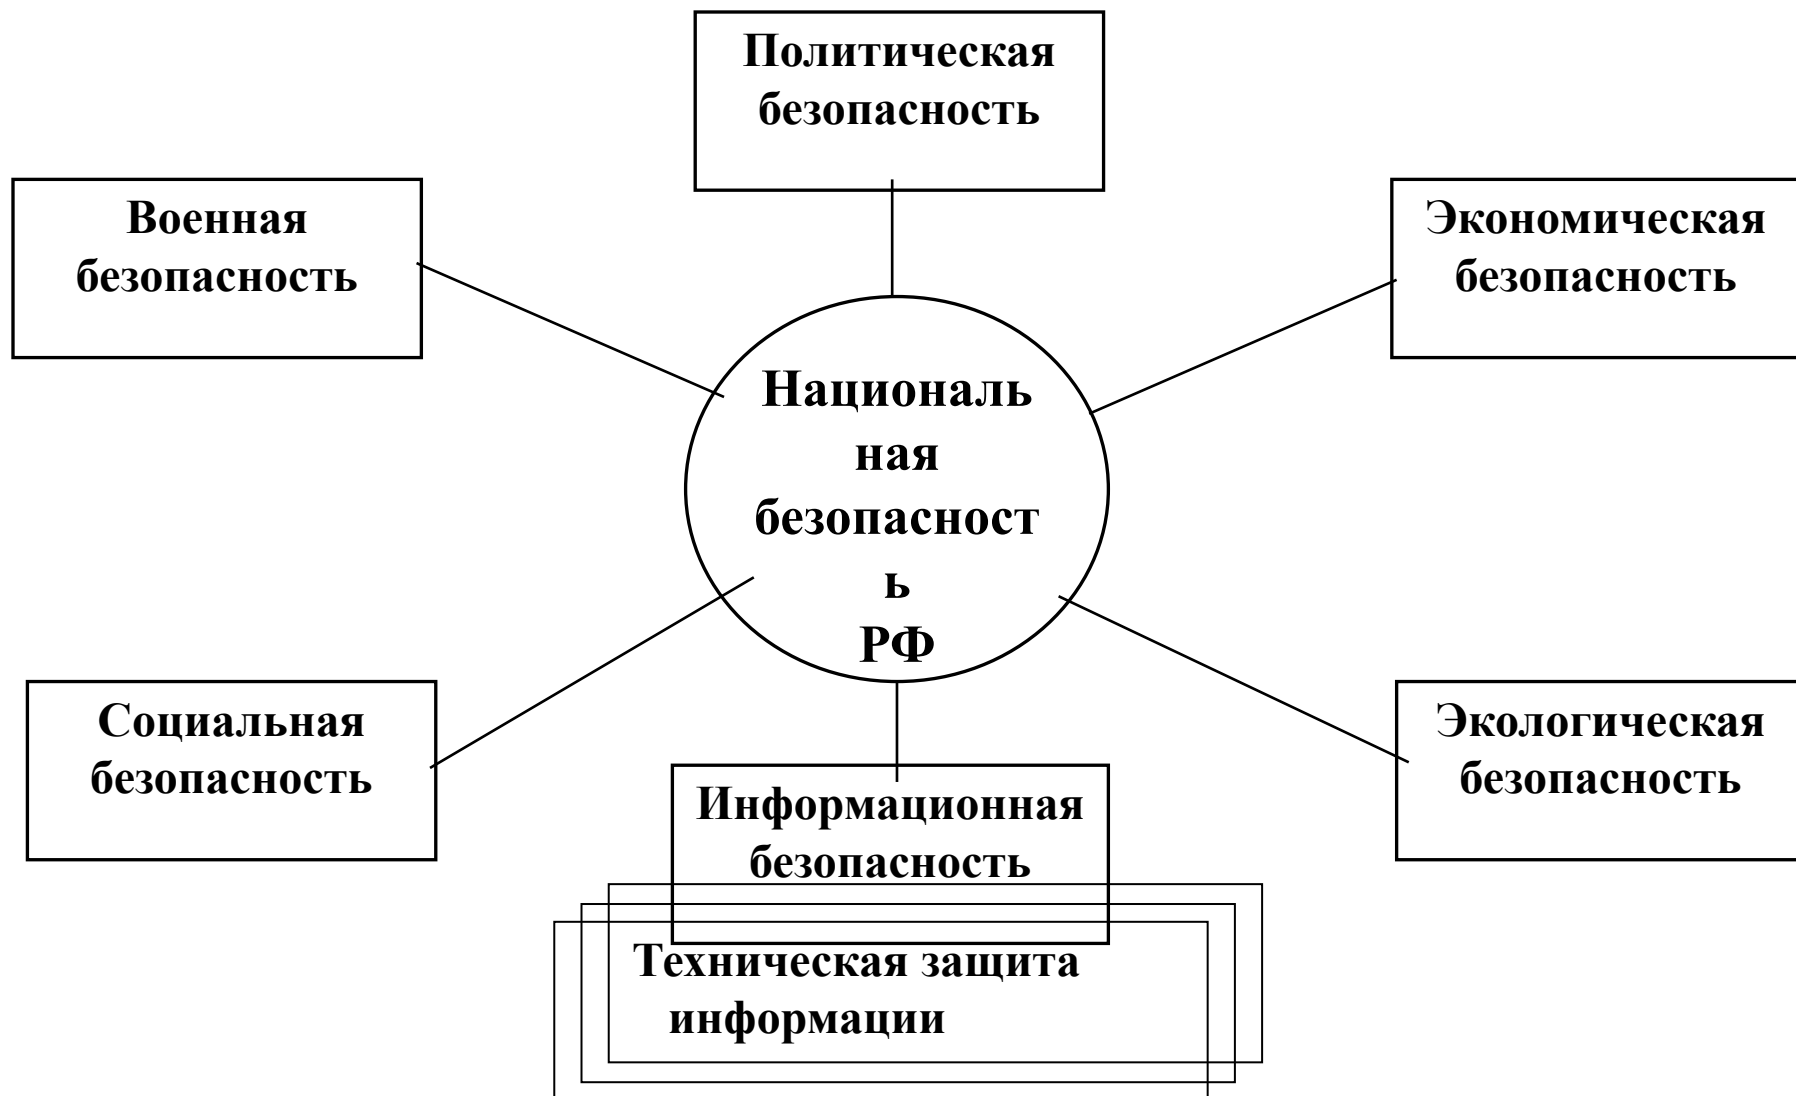 Политическая
безопасность
Военная
безопасность
Экономическая
безопасность
Националь
ная
безопасност
ь
РФ
Социальная
безопасность
Экологическая
безопасность
Информационная
безопасность
Техническая защита
информации